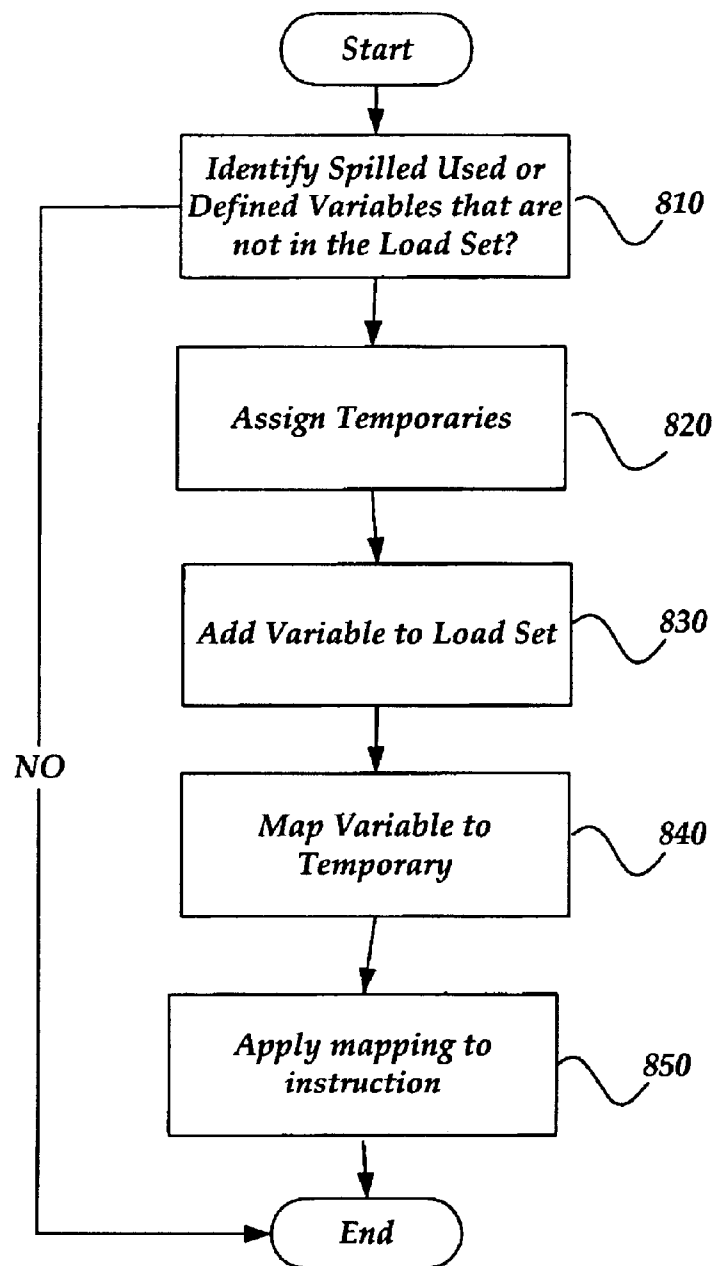 Start
Identify Spilled Used or
Defined Variables that are
not in the Load Set?
810
Assign Temporaries
820
Add Variable to Load Set
830
NO
Map Variable to
Temporary
840
Apply mapping to
instruction
850
End